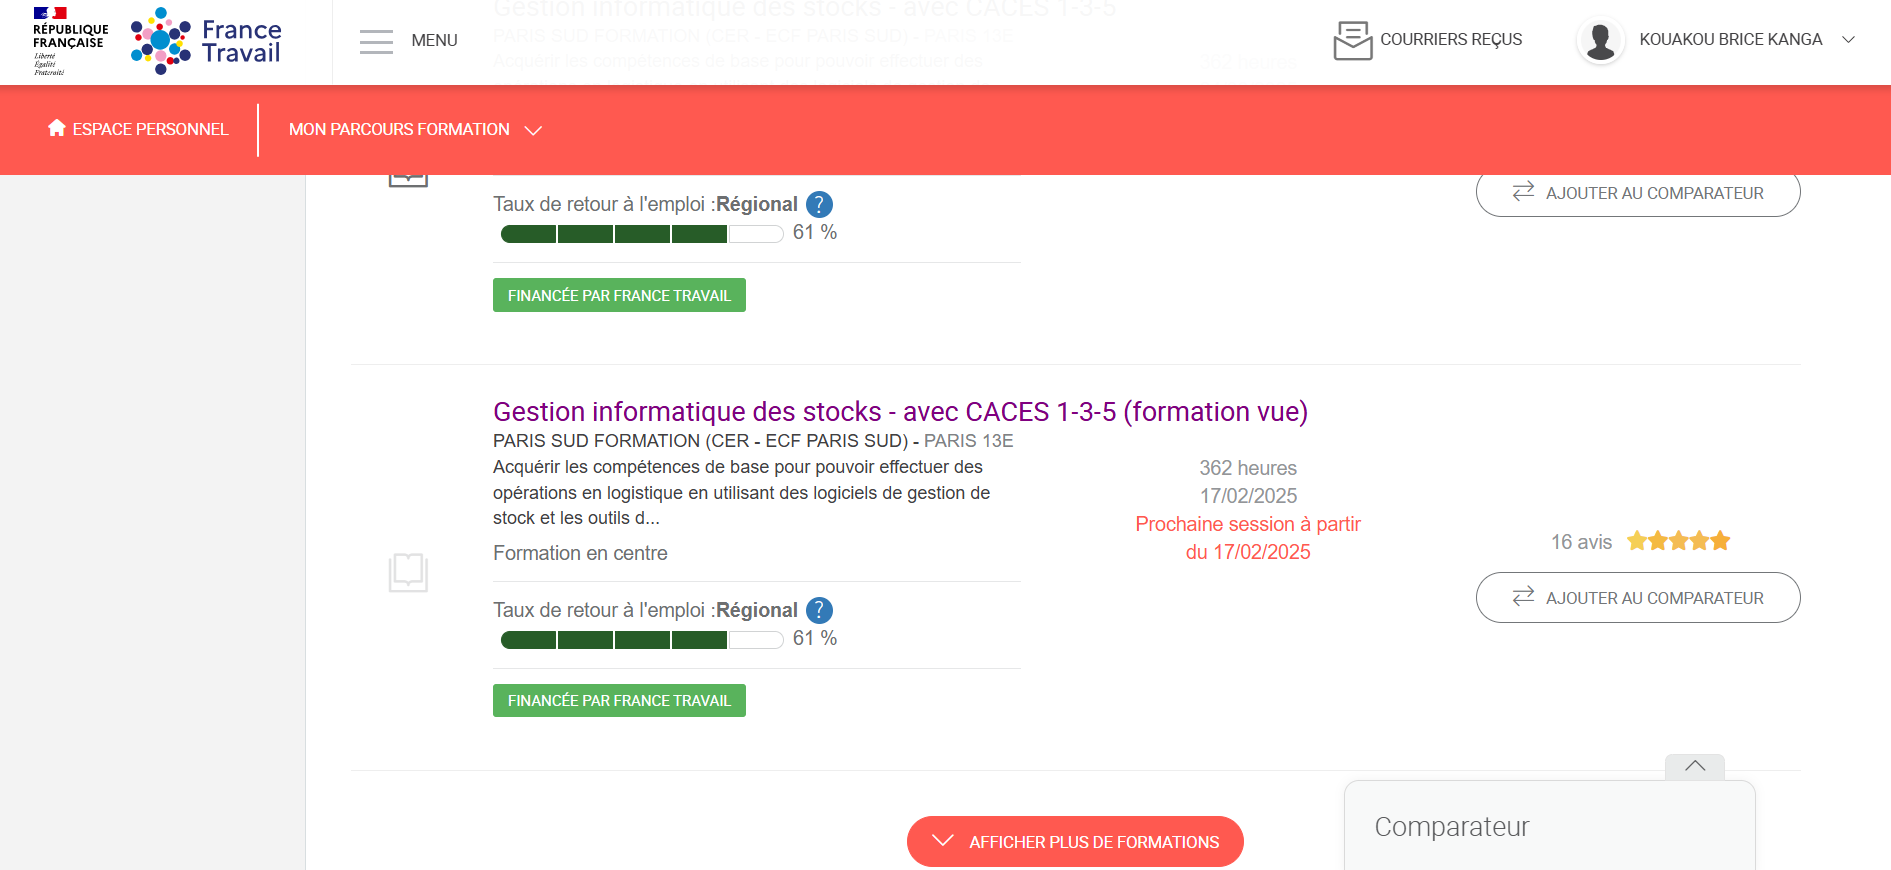 RÉPUBLIQUE
FRANÇAISE
Liberté
Égalité
Fraternité
France
Travail
MENU
Gestion informatique des stocks - avec CACES 1-3-5
PARIS SUD FORMATION (CER - ECF PARIS SUD) - PARIS 13E
Acquérir les compétences de base pour pouvoir effectuer des
362 heures
COURRIERS REÇUS
KOUAKOU BRICE KANGA
ESPACE PERSONNEL
MON PARCOURS FORMATION
Taux de retour à l'emploi :Régional ?
61 %
AJOUTER AU COMPARATEUR
FINANCÉE PAR FRANCE TRAVAIL
Gestion informatique des stocks - avec CACES 1-3-5 (formation vue)
PARIS SUD FORMATION (CER - ECF PARIS SUD) - PARIS 13E
Acquérir les compétences de base pour pouvoir effectuer des
opérations en logistique en utilisant des logiciels de gestion de
stock et les outils d...
Formation en centre
362 heures
17/02/2025
Prochaine session à partir
du 17/02/2025
16 avis
AJOUTER AU COMPARATEUR
Taux de retour à l'emploi :Régional ?
61 %
FINANCÉE PAR FRANCE TRAVAIL
AFFICHER PLUS DE FORMATIONS
Comparateur